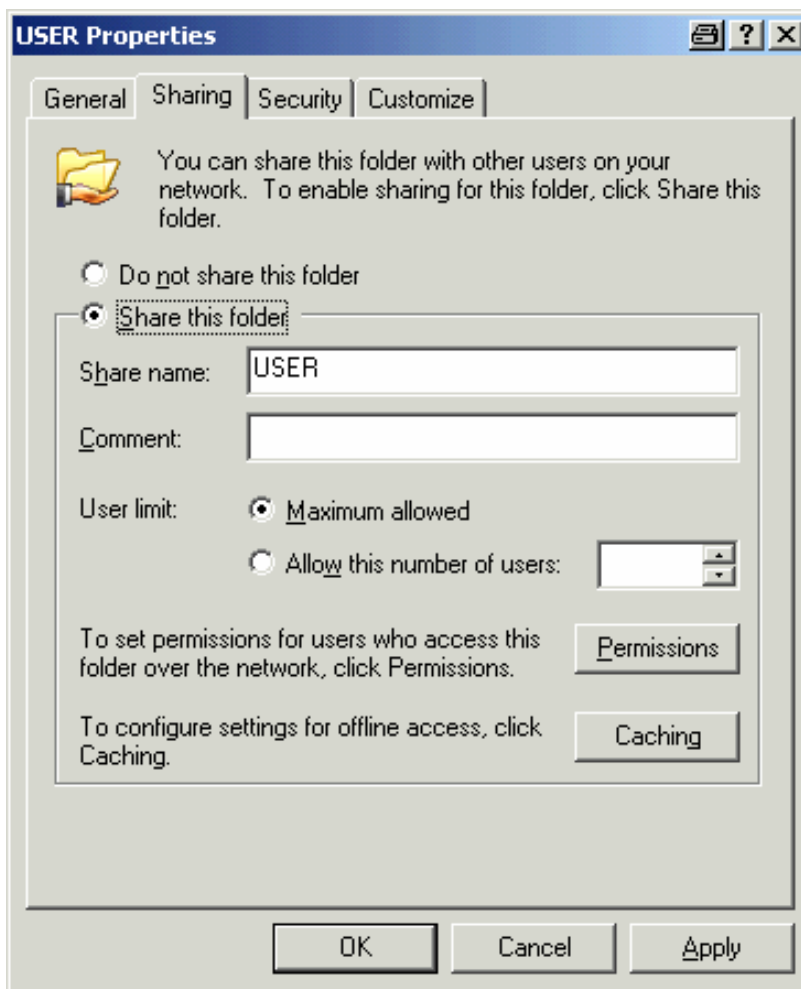 USER Properties
General
Sharing
Security
Customize
You can share this folder with other users on your
network. To enable sharing for this folder, click Share this
folder.
Do not share this folder
Share this folder
Share name:
USER
Comment:
User limit:
Maximum allowed
Allow this number of users:
To set permissions for users who access this
folder over the network, click Permissions.
Permissions
To configure settings for offline access, click
Caching.
Caching
OK
Cancel
Apply